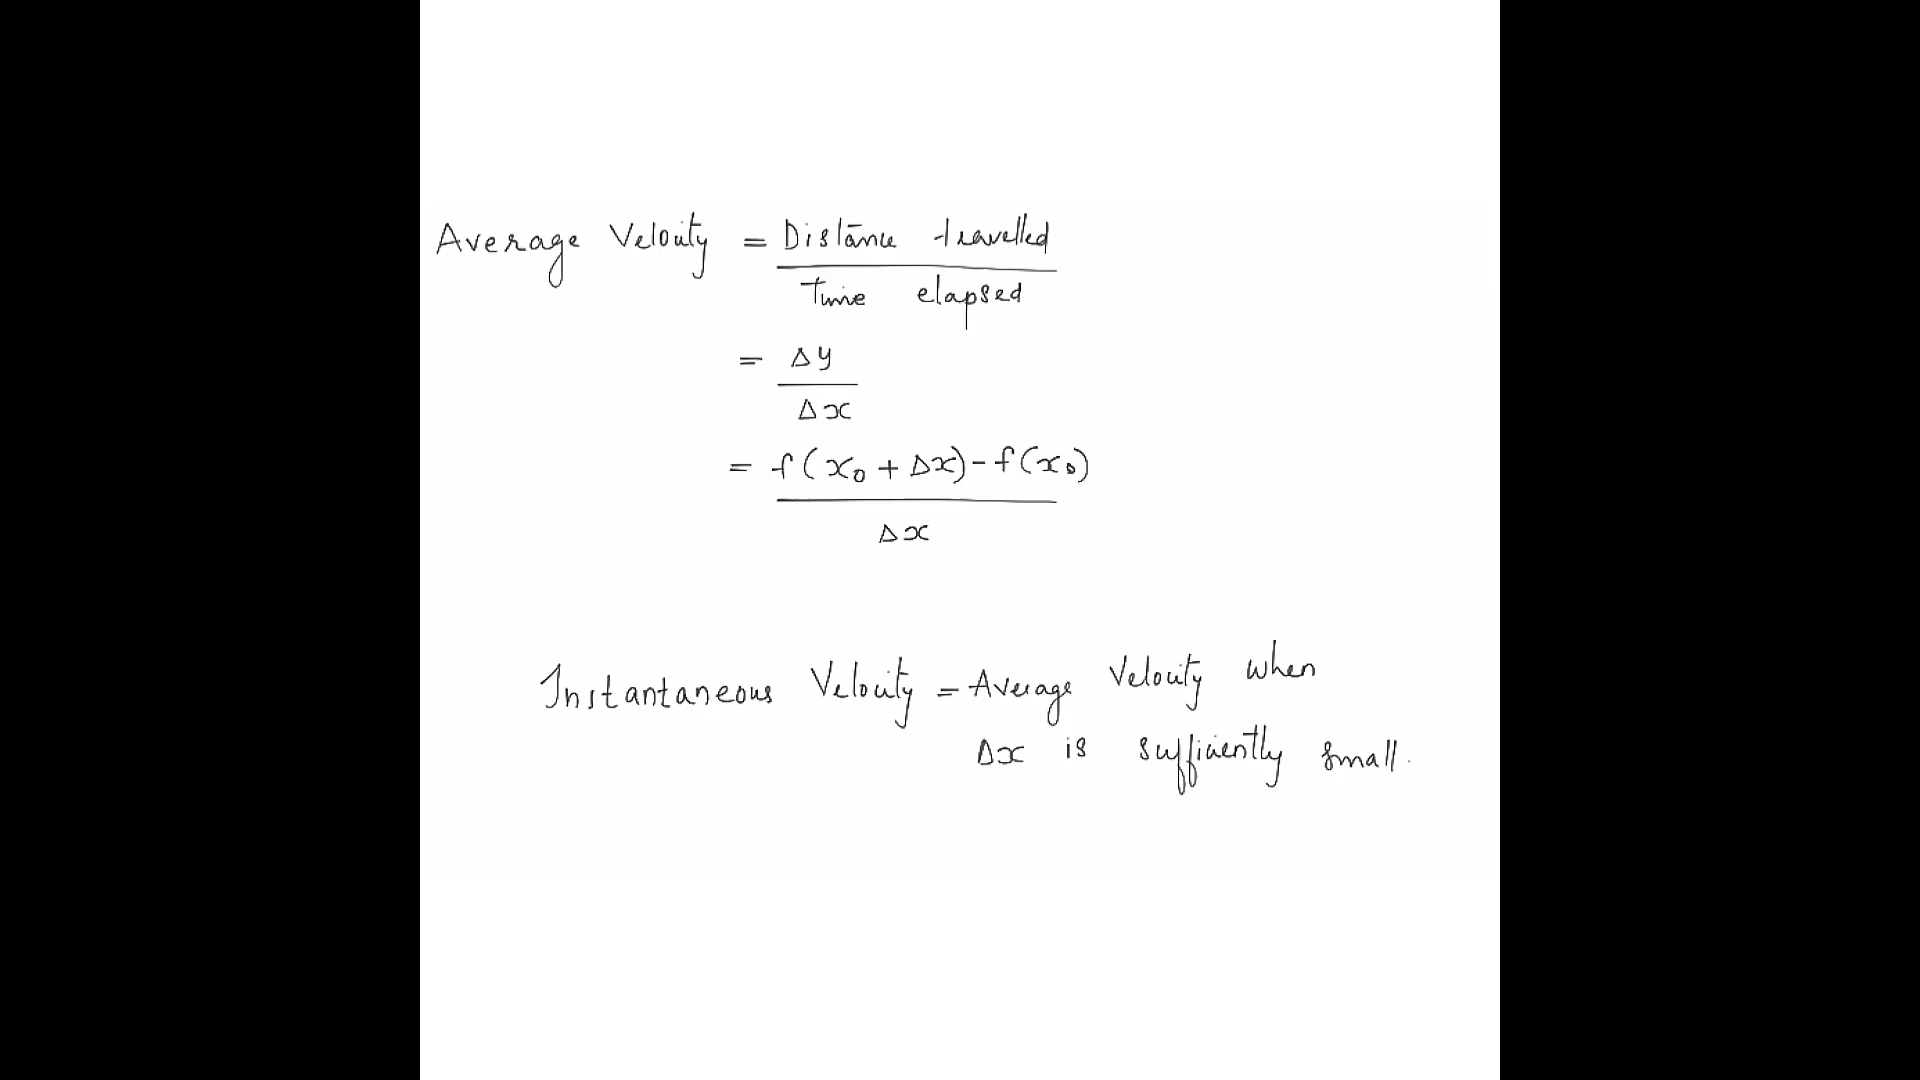 Average Velocity = Distance travelled
Time elapsed
= Δy
Δx
= f(x₀ + Δx) - f(x₀)
Δx
Instantaneous Velocity = Average Velocity when
Δx is sufficiently small.